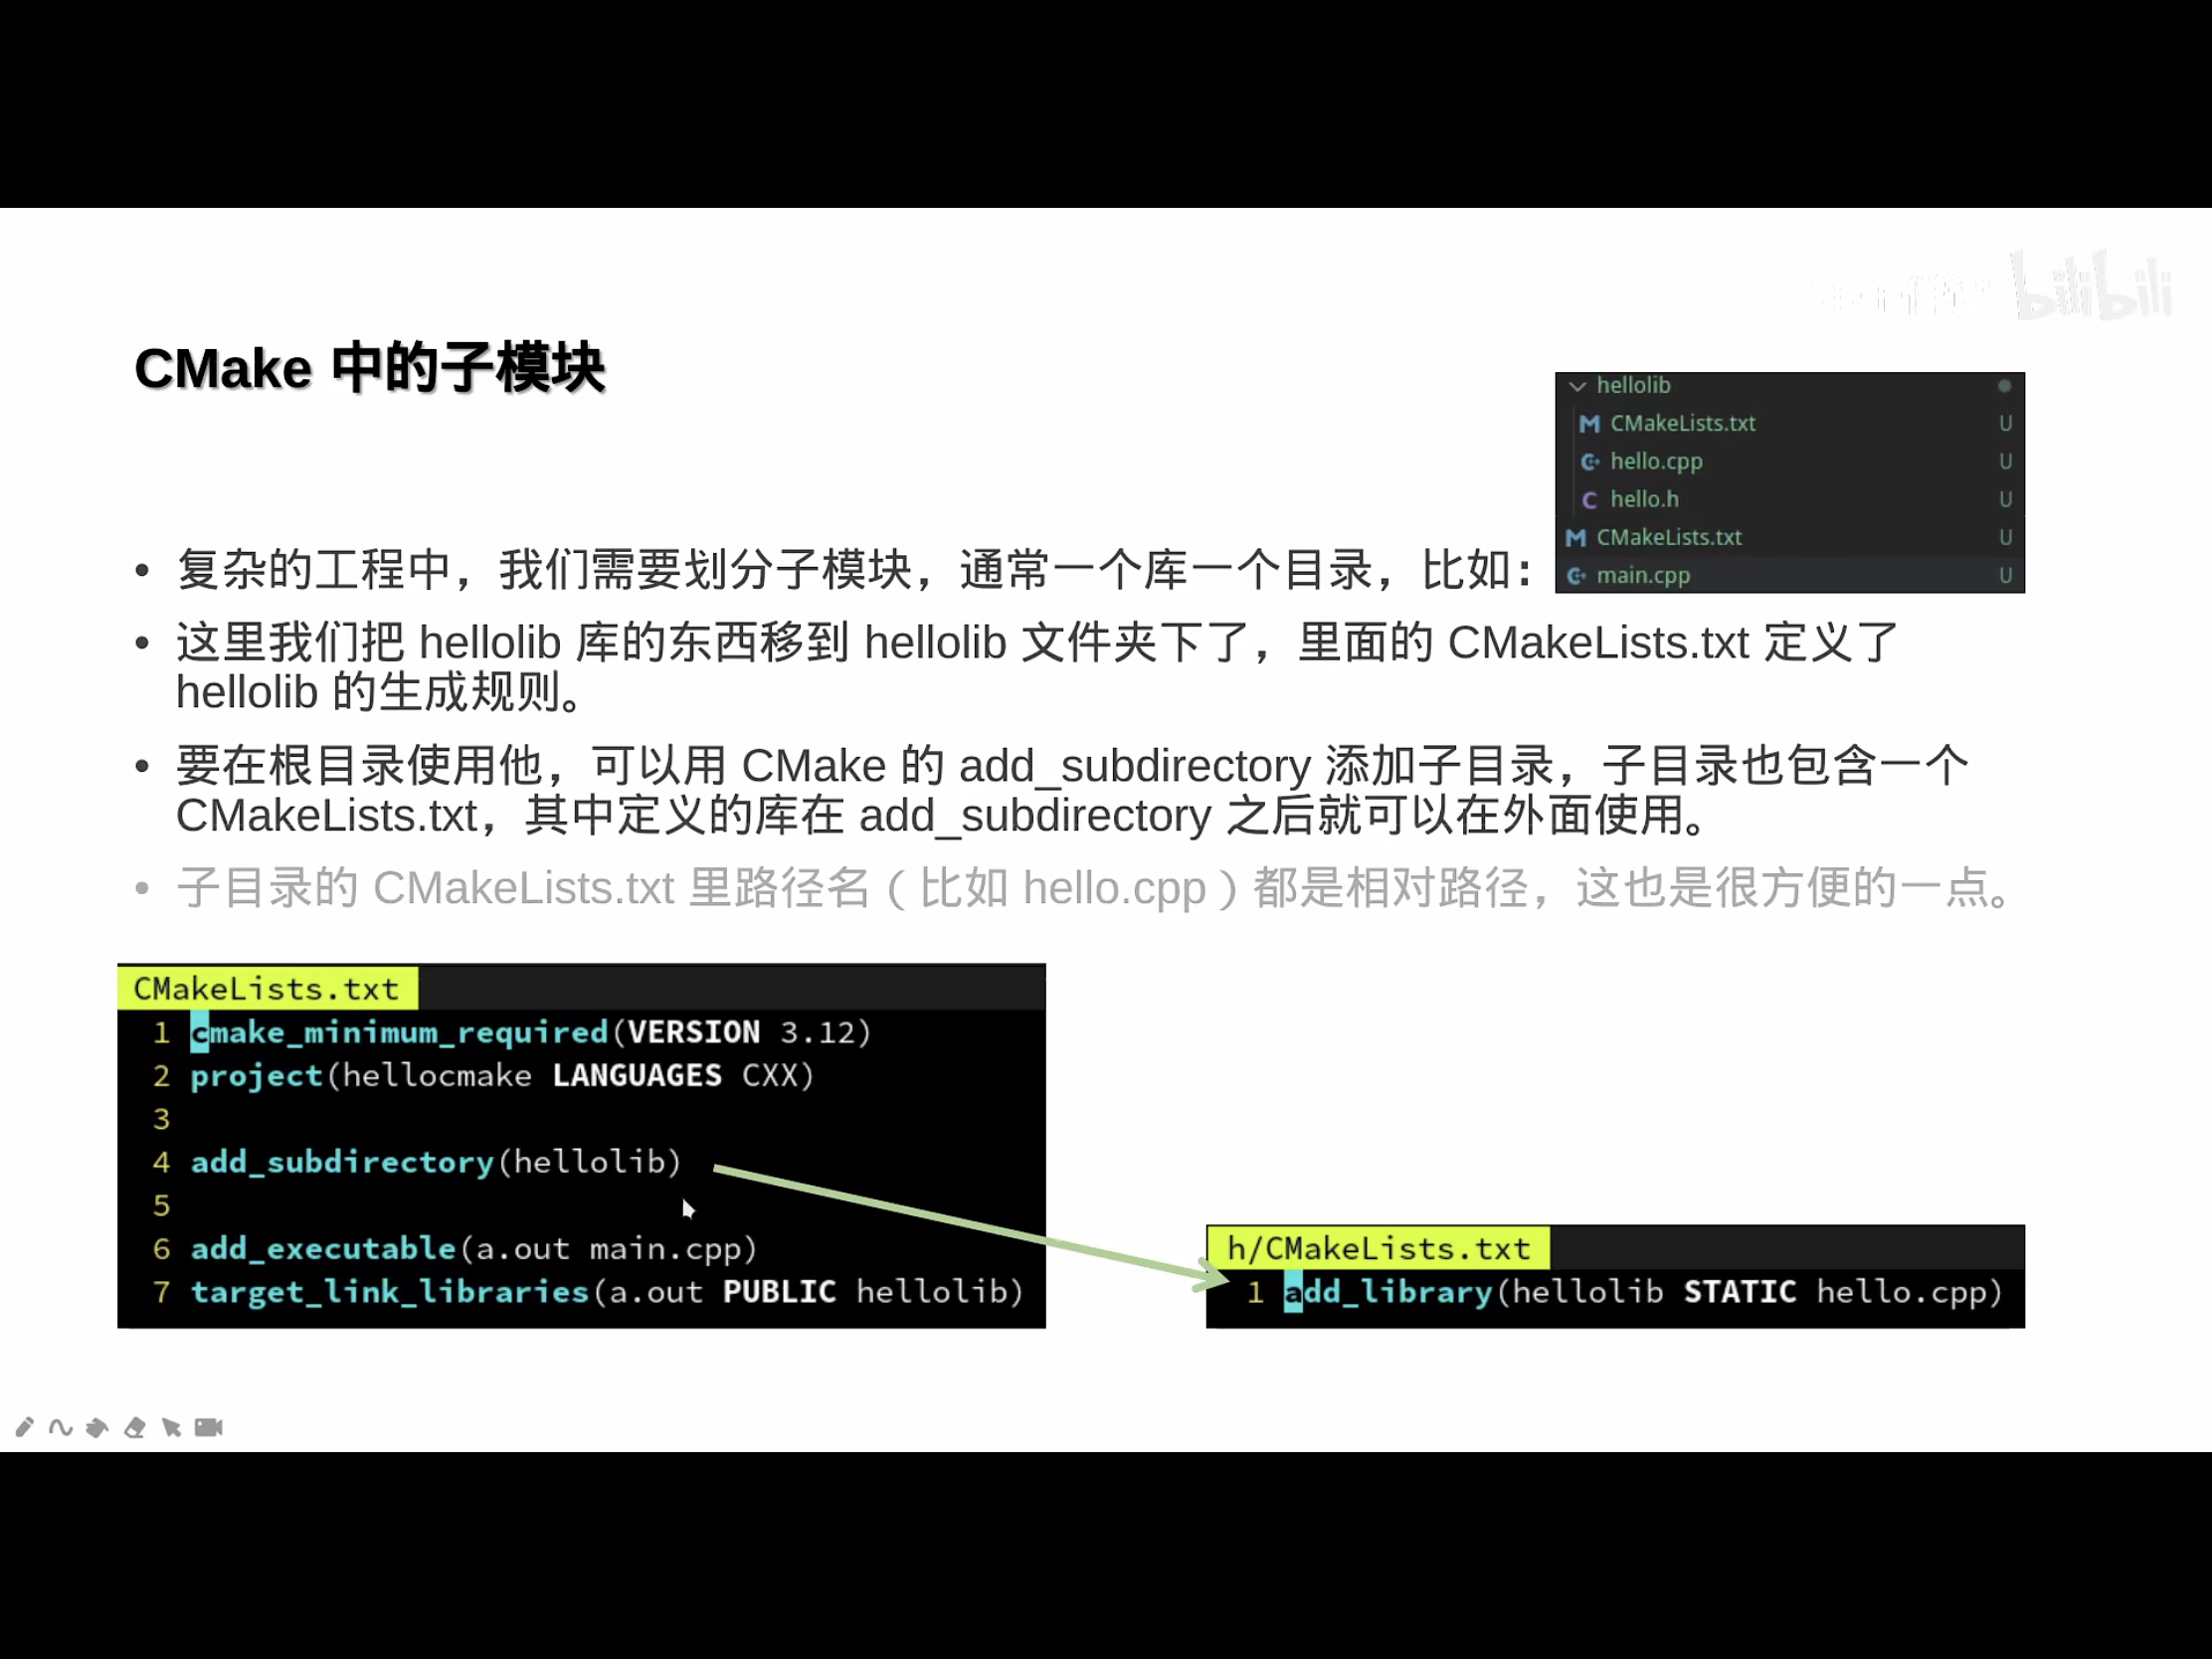 bilibili
CMake 中的子模块
hellolib
CMakeLists.txt U
hello.cpp U
hello.h U
CMakeLists.txt U
main.cpp U
• 复杂的工程中，我们需要划分子模块，通常一个库一个目录，比如：
• 这里我们把 hellolib 库的东西移到 hellolib 文件夹下了，里面的 CMakeLists.txt 定义了
hellolib 的生成规则。
• 要在根目录使用他，可以用 CMake 的 add_subdirectory 添加子目录，子目录也包含一个
CMakeLists.txt，其中定义的库在 add_subdirectory 之后就可以在外面使用。
• 子目录的 CMakeLists.txt 里路径名（比如 hello.cpp）都是相对路径，这也是很方便的一点。
CMakeLists.txt
1 cmake_minimum_required(VERSION 3.12)
2 project(hellocmake LANGUAGES CXX)
3
4 add_subdirectory(hellolib)
5
6 add_executable(a.out main.cpp)
7 target_link_libraries(a.out PUBLIC hellolib)
h/CMakeLists.txt
1 add_library(hellolib STATIC hello.cpp)